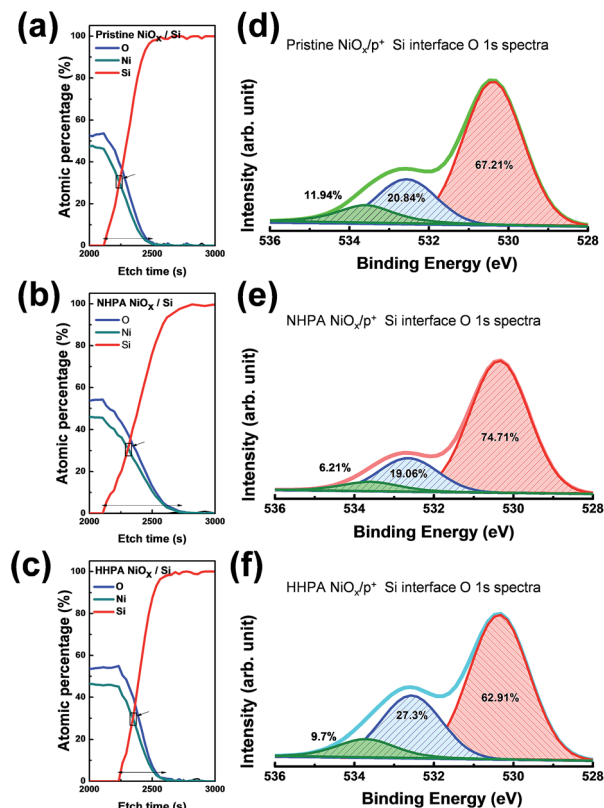 (a)
Pristine NiOₓ / Si
O
Ni
Si
Atomic percentage (%)
100
80
60
40
20
0
2000 2250 2500 2750 3000
Etch time (s)
(d)
Pristine NiOₓ/p⁺ Si interface O 1s spectra
Intensity (arb. unit)
11.94%
20.84%
67.21%
536 534 532 530 528
Binding Energy (eV)
(b)
NHPA NiOₓ / Si
O
Ni
Si
Atomic percentage (%)
100
80
60
40
20
0
2000 2500 3000
Etch time (s)
(e)
NHPA NiOₓ/p⁺ Si interface O 1s spectra
Intensity (arb. unit)
6.21%
19.06%
74.71%
536 534 532 530 528
Binding Energy (eV)
(c)
HHPA NiOₓ / Si
O
Ni
Si
Atomic percentage (%)
100
80
60
40
20
0
2000 2250 2500 2750 3000
Etch time (s)
(f)
HHPA NiOₓ/p⁺ Si interface O 1s spectra
Intensity (arb. unit)
9.7%
27.3%
62.91%
536 534 532 530 528
Binding Energy (eV)